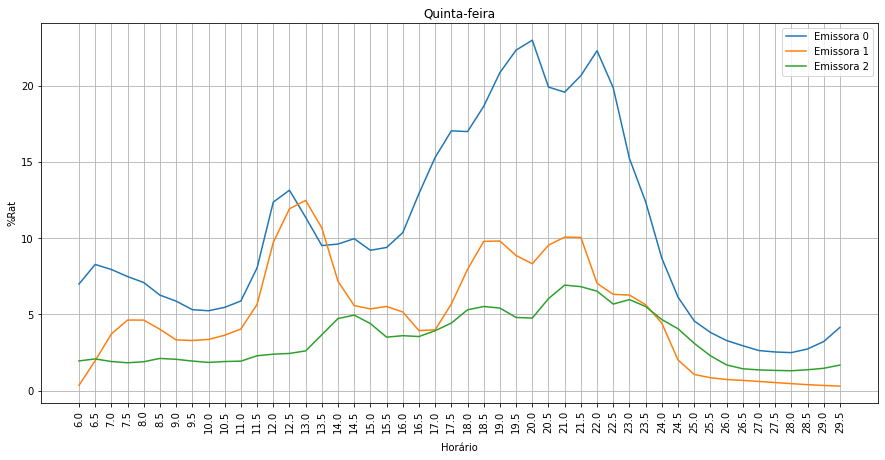 Quinta-feira
Emissora 0
Emissora 1
Emissora 2
%Rat
20
15
10
5
0
6.0 6.5 7.0 7.5 8.0 8.5 9.0 9.5 10.0 10.5 11.0 11.5 12.0 12.5 13.0 13.5 14.0 14.5 15.0 15.5 16.0 16.5 17.0 17.5 18.0 18.5 19.0 19.5 20.0 20.5 21.0 21.5 22.0 22.5 23.0 23.5 24.0 24.5 25.0 25.5 26.0 26.5 27.0 27.5 28.0 28.5 29.0 29.5
Horário